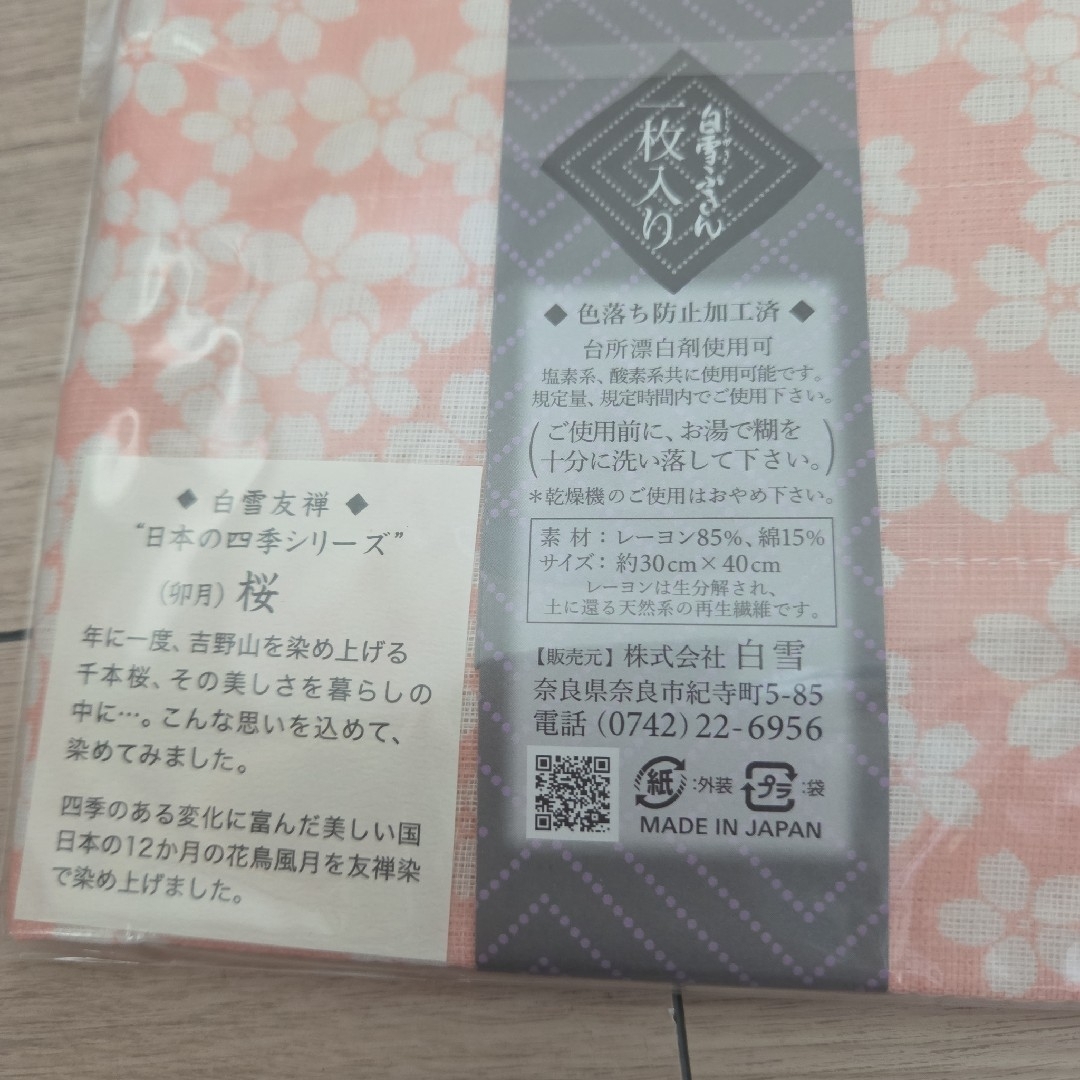 白雪ふきん
一枚入り
◆ 色落ち防止加工済 ◆
台所漂白剤使用可
塩素系、酸素系共に使用可能です。
規定量、規定時間内でご使用下さい。
(ご使用前に、お湯で糊を
十分に洗い落して下さい。)
*乾燥機のご使用はおやめ下さい。
素 材：レーヨン85%、綿15%
サイズ：約30cm×40cm
レーヨンは生分解され、
土に還る天然系の再生繊維です。
【販売元】株式会社 白雪
奈良県奈良市紀寺町5-85
電話 (0742) 22-6956
紙:外装 プラ:袋
MADE IN JAPAN
◆ 白雪友禅 ◆
“日本の四季シリーズ”
(卯月) 桜
年に一度、吉野山を染め上げる
千本桜、その美しさを暮らしの
中に…。こんな思いを込めて、
染めてみました。
四季のある変化に富んだ美しい国
日本の12か月の花鳥風月を友禅染
で染め上げました。